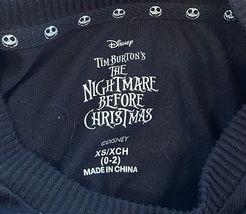 Disney
TIM BURTON'S
THE
NIGHTMARE
BEFORE
CHRISTMAS
©DISNEY
XS/XCH
(0-2)
MADE IN CHINA